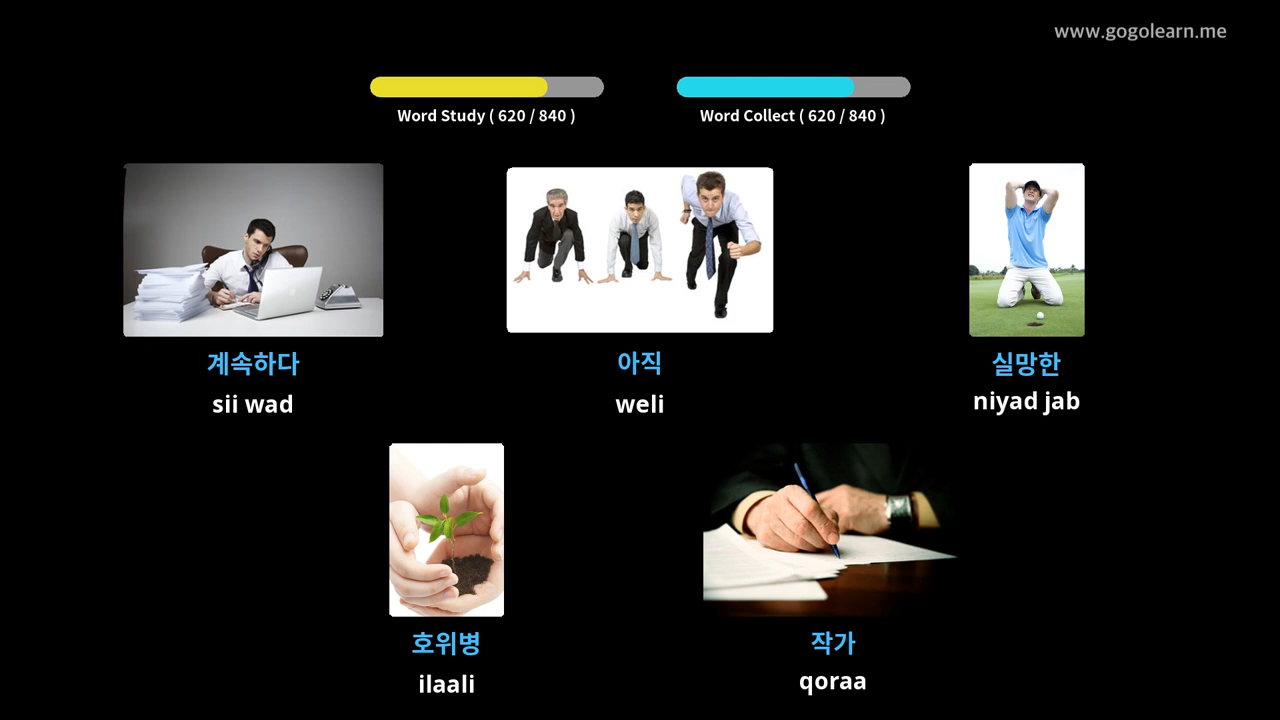 www.gogolearn.me
Word Study ( 620 / 840 )
Word Collect ( 620 / 840 )
계속하다
sii wad
아직
weli
실망한
niyad jab
호위병
ilaali
작가
qoraa